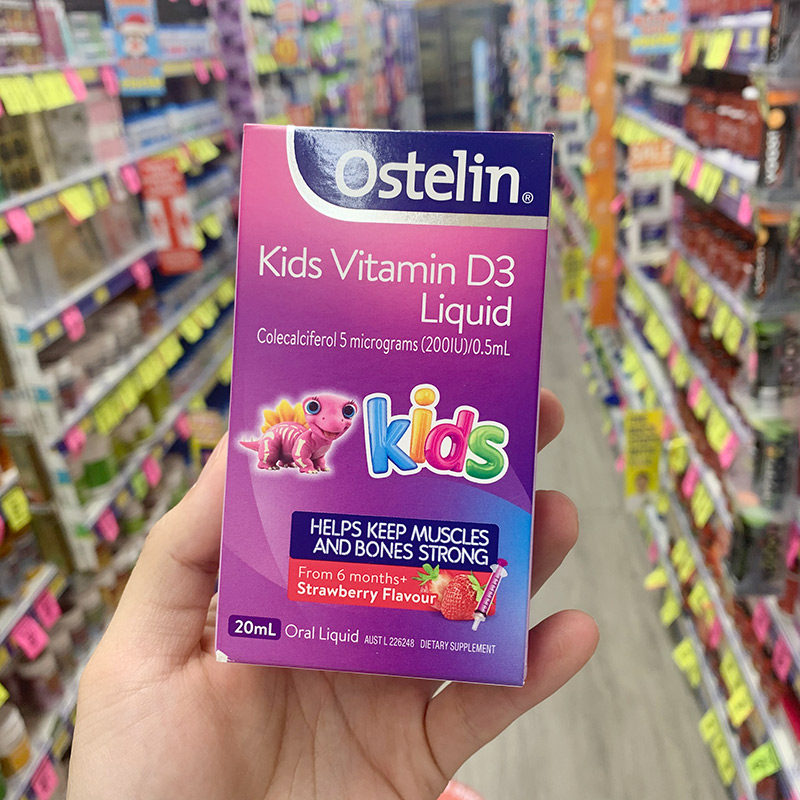 Ostelin®
Kids Vitamin D3
Liquid
Colecalciferol 5 micrograms (200IU)/0.5mL
kids
HELPS KEEP MUSCLES
AND BONES STRONG
From 6 months+
Strawberry Flavour
20mL Oral Liquid AUST L 226248 DIETARY SUPPLEMENT
SALE